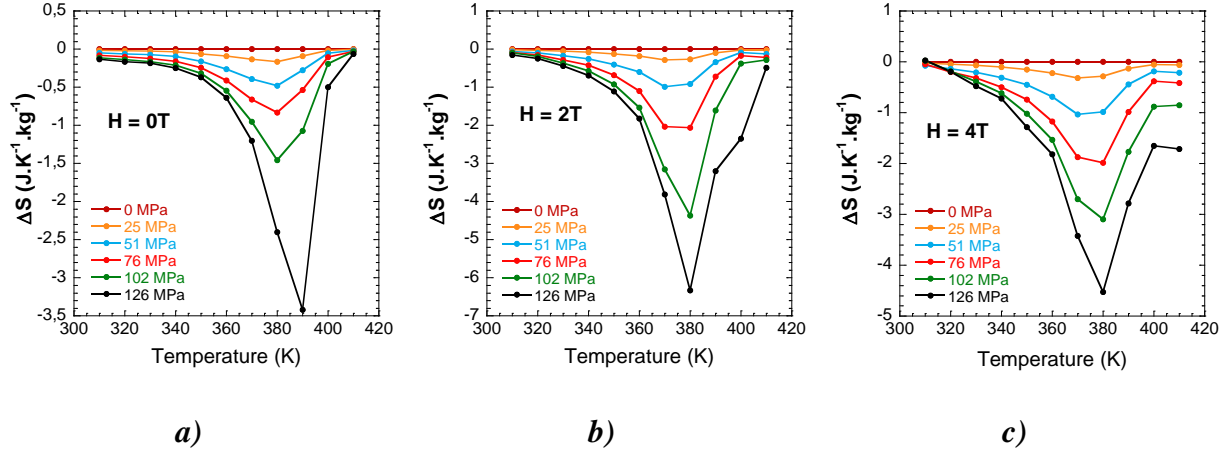 0,5
0
-0,5
-1
-1,5
-2
-2,5
-3
-3,5
300 320 340 360 380 400 420
ΔS (J.K⁻¹.kg⁻¹)
Temperature (K)
H = 0T
0 MPa
25 MPa
51 MPa
76 MPa
102 MPa
126 MPa
a)
1
0
-1
-2
-3
-4
-5
-6
-7
300 320 340 360 380 400 420
ΔS (J.K⁻¹.kg⁻¹)
Temperature (K)
H = 2T
0 MPa
25 MPa
51 MPa
76 MPa
102 MPa
126 MPa
b)
1
0
-1
-2
-3
-4
-5
300 320 340 360 380 400 420
ΔS (J.K⁻¹.kg⁻¹)
Temperature (K)
H = 4T
0 MPa
25 MPa
51 MPa
76 MPa
102 MPa
126 MPa
c)